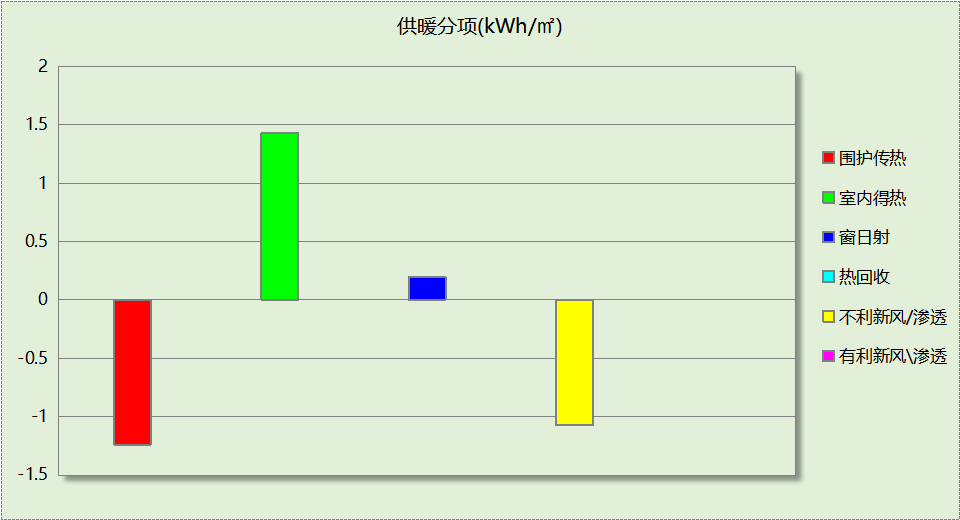 供暖分项(kWh/㎡)
2
1.5
1
0.5
0
-0.5
-1
-1.5
围护传热
室内得热
窗日射
热回收
不利新风/渗透
有利新风\渗透